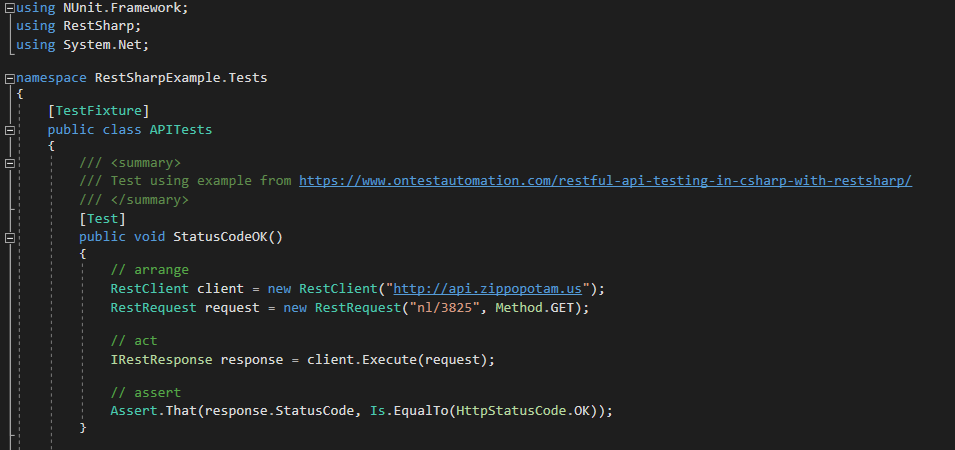 using NUnit.Framework;
using RestSharp;
using System.Net;
namespace RestSharpExample.Tests
{
[TestFixture]
public class APITests
{
/// <summary>
/// Test using example from https://www.ontestautomation.com/restful-api-testing-in-csharp-with-restsharp/
/// </summary>
[Test]
public void StatusCodeOK()
{
// arrange
RestClient client = new RestClient("http://api.zippopotam.us");
RestRequest request = new RestRequest("nl/3825", Method.GET);
// act
IRestResponse response = client.Execute(request);
// assert
Assert.That(response.StatusCode, Is.EqualTo(HttpStatusCode.OK));
}